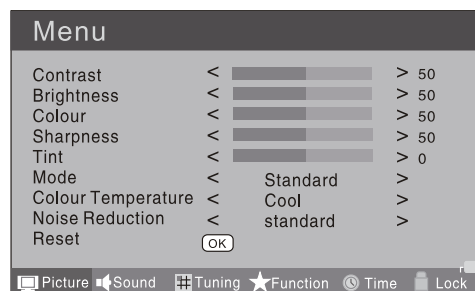 Menu
Contrast < > 50
Brightness < > 50
Colour < > 50
Sharpness < > 50
Tint < > 0
Mode < Standard >
Colour Temperature < Cool >
Noise Reduction < standard >
Reset OK
Picture Sound Tuning Function Time Lock